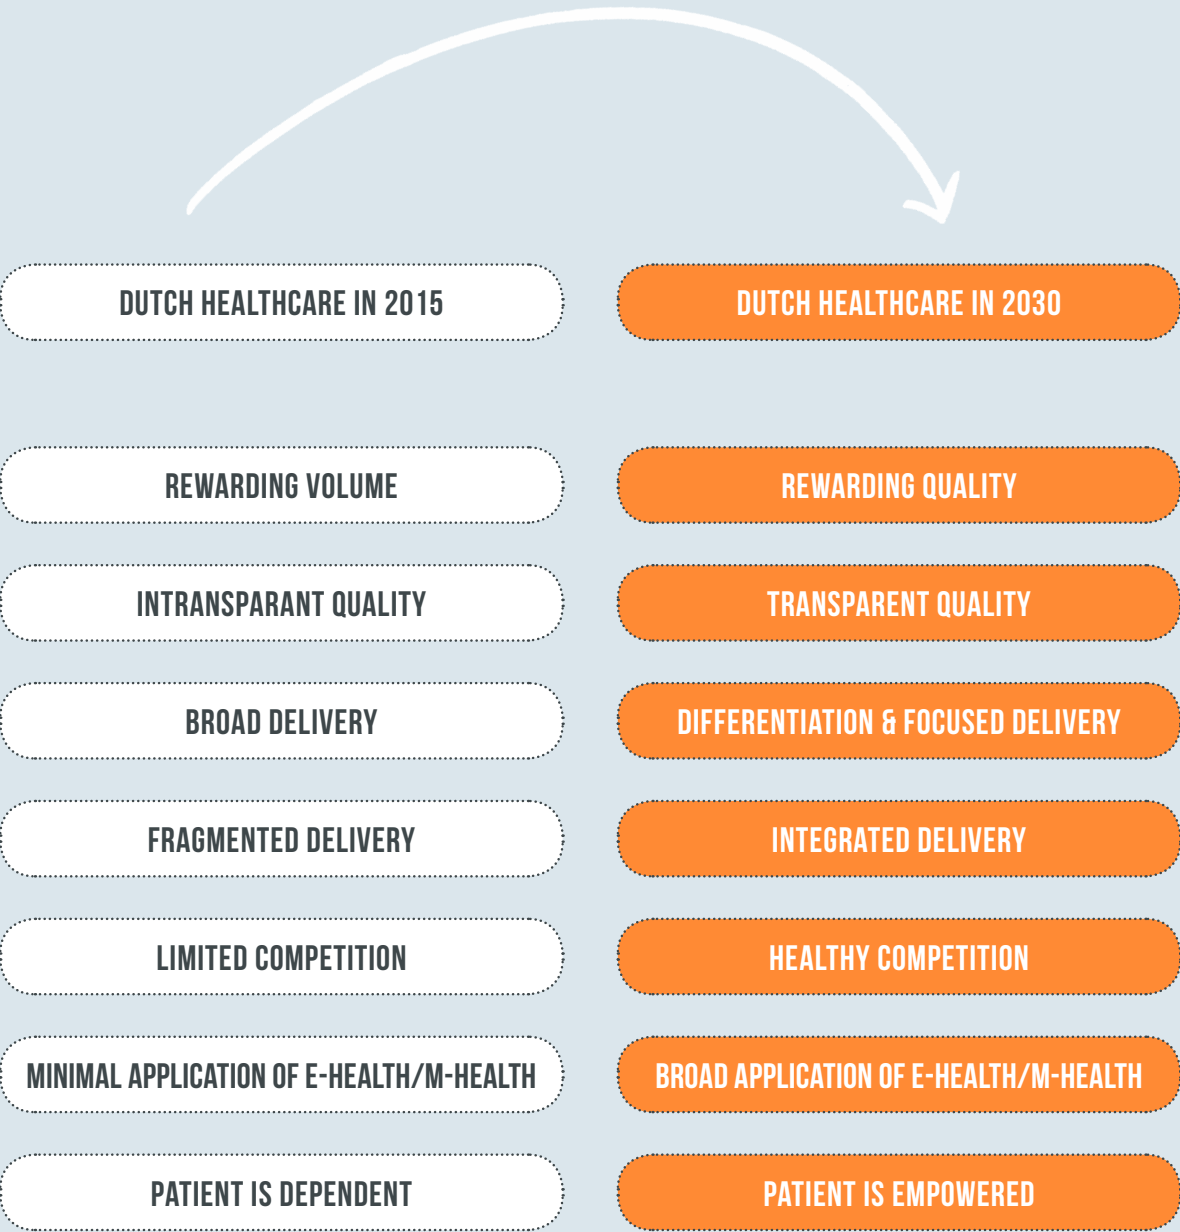 DUTCH HEALTHCARE IN 2015
DUTCH HEALTHCARE IN 2030
REWARDING VOLUME
REWARDING QUALITY
INTRANSPARANT QUALITY
TRANSPARENT QUALITY
BROAD DELIVERY
DIFFERENTIATION & FOCUSED DELIVERY
FRAGMENTED DELIVERY
INTEGRATED DELIVERY
LIMITED COMPETITION
HEALTHY COMPETITION
MINIMAL APPLICATION OF E-HEALTH/M-HEALTH
BROAD APPLICATION OF E-HEALTH/M-HEALTH
PATIENT IS DEPENDENT
PATIENT IS EMPOWERED